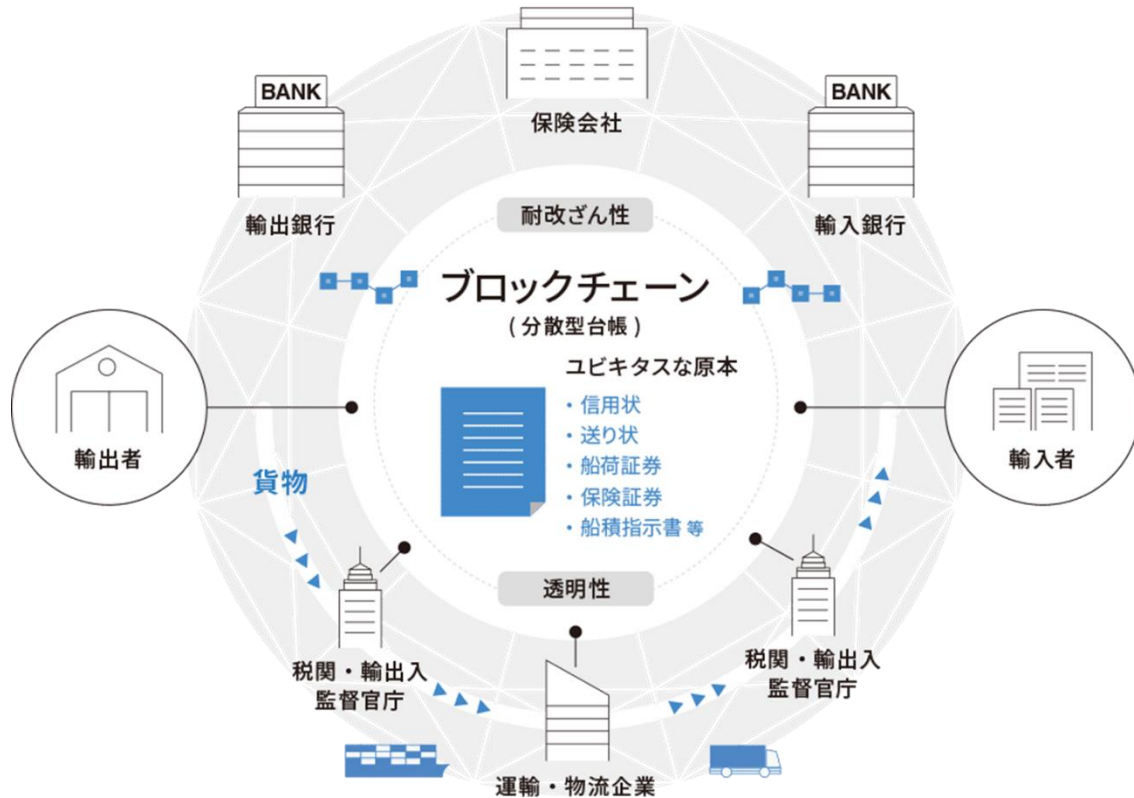 BANK
BANK
保険会社
輸出銀行
輸入銀行
耐改ざん性
ブロックチェーン
( 分散型台帳 )
ユビキタスな原本
・信用状
・送り状
・船荷証券
・保険証券
・船積指示書 等
輸出者
輸入者
貨物
透明性
税関・輸出入
監督官庁
税関・輸出入
監督官庁
運輸・物流企業